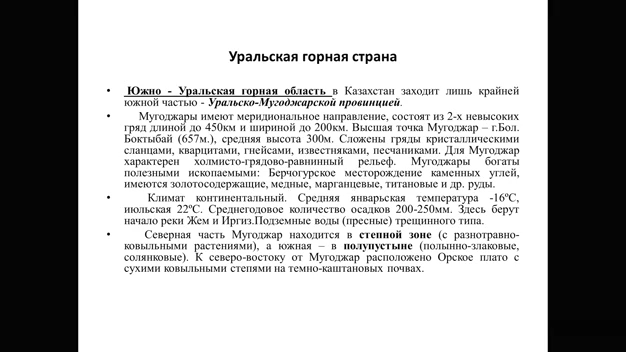 Уральская горная страна
• Южно - Уральская горная область в Казахстан заходит лишь крайней
южной частью - Уральско-Мугоджарской провинцией.
• Мугоджары имеют меридиональное направление, состоят из 2-х невысоких
гряд длиной до 450км и шириной до 200км. Высшая точка Мугоджар – г.Бол.
Боктыбай (657м.), средняя высота 300м. Сложены гряды кристаллическими
сланцами, кварцитами, гнейсами, известняками, песчаниками. Для Мугоджар
характерен холмисто-грядово-равнинный рельеф. Мугоджары богаты
полезными ископаемыми: Берчогурское месторождение каменных углей,
имеются золотосодержащие, медные, марганцевые, титановые и др. руды.
• Климат континентальный. Средняя январская температура -16ºС,
июльская 22ºС. Среднегодовое количество осадков 200-250мм. Здесь берут
начало реки Жем и Иргиз.Подземные воды (пресные) трещинного типа.
• Северная часть Мугоджар находится в степной зоне (с разнотравно-
ковыльными растениями), а южная – в полупустыне (полынно-злаковые,
солянковые). К северо-востоку от Мугоджар расположено Орское плато с
сухими ковыльными степями на темно-каштановых почвах.